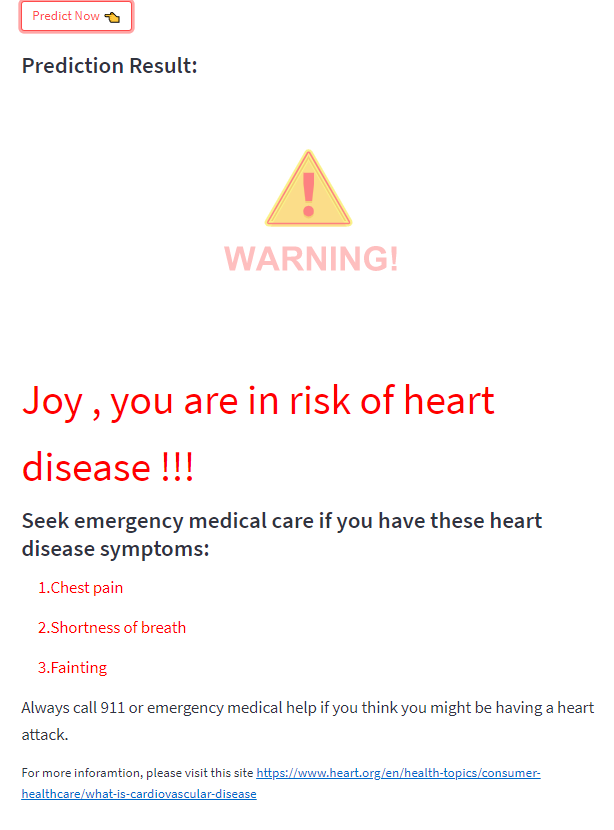 Predict Now 👈
Prediction Result:
WARNING!
Joy , you are in risk of heart
disease !!!
Seek emergency medical care if you have these heart
disease symptoms:
1.Chest pain
2.Shortness of breath
3.Fainting
Always call 911 or emergency medical help if you think you might be having a heart
attack.
For more inforamtion, please visit this site https://www.heart.org/en/health-topics/consumer-
healthcare/what-is-cardiovascular-disease